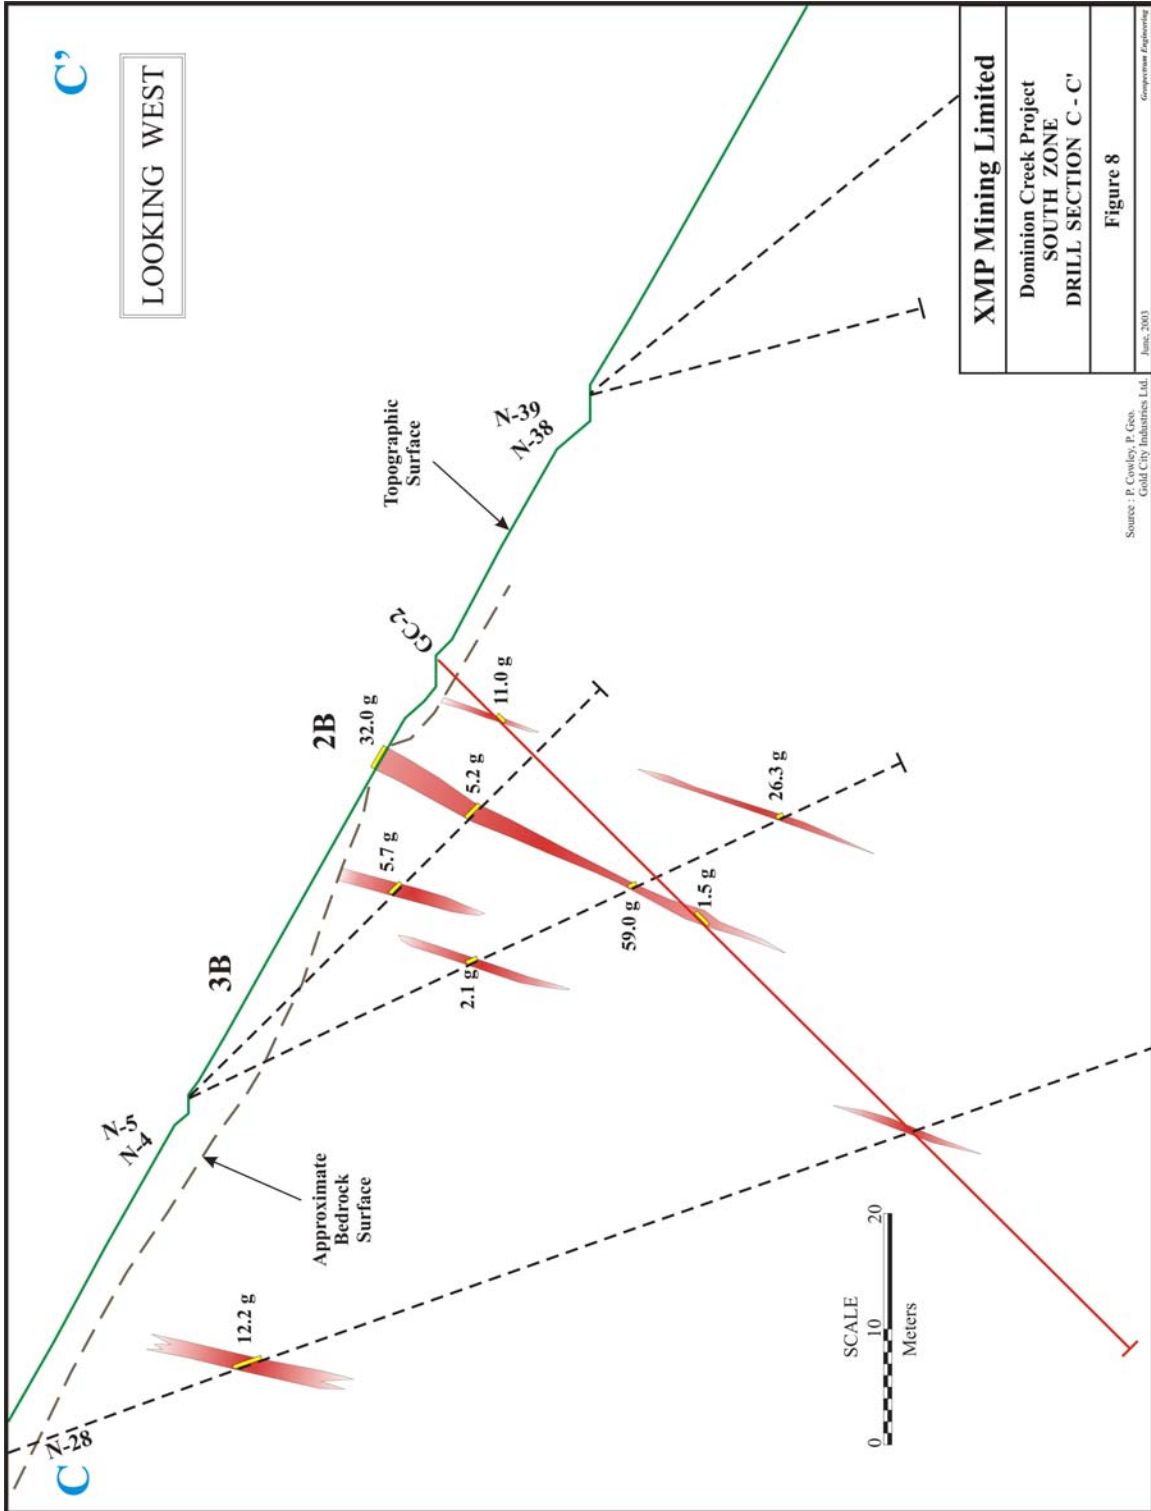 C'
LOOKING WEST
C
N-28
12.2 g
N-5
N-4
Approximate
Bedrock
Surface
3B
2B
32.0 g
5.7 g
5.2 g
2.1 g
GC-2
11.0 g
59.0 g
1.5 g
26.3 g
Topographic
Surface
N-39
N-38
SCALE
0 10 20
Meters
XMP Mining Limited
Dominion Creek Project
SOUTH ZONE
DRILL SECTION C - C'
Figure 8
Source : P. Cowley, P. Geo.
Gold City Industries Ltd.
June, 2003
Geospectrum Engineering